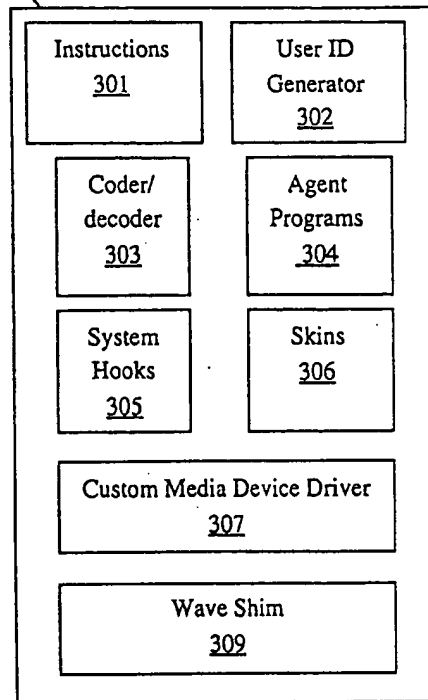 Instructions
301
User ID
Generator
302
Coder/
decoder
303
Agent
Programs
304
System
Hooks
305
Skins
306
Custom Media Device Driver
307
Wave Shim
309